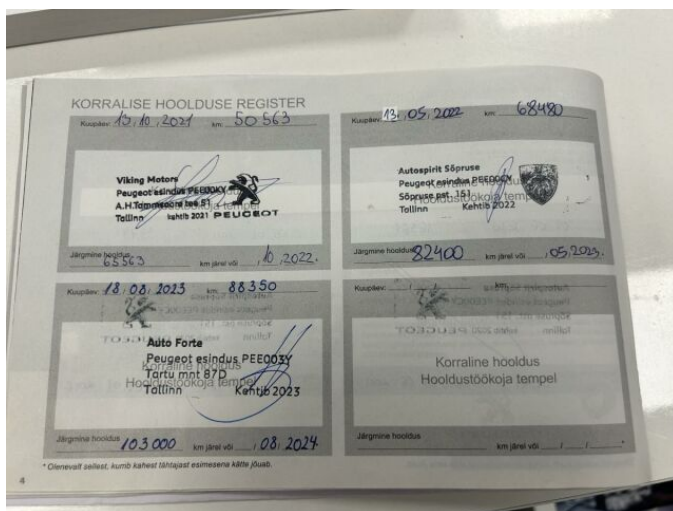 KORRALISE HOOLDUSE REGISTER
Kuupäev: 13, 10, 2021 km: 50 563
Viking Motors
Peugeot esindus PEE00KY
A.H.Tammsaare tee 51
Tallinn kehtib 2021 PEUGEOT
Järgmine hooldus 65563 km järel või , 10, 2022.
Kuupäev: 13. 05. 2022 km: 68480
Autospirit Sõpruse
Peugeot esindus
Sõpruse pst. 151
Tallinn Kehtib 2022
Järgmine hooldus 82400 km järel või , 05, 2023.
Kuupäev: 18, 08, 2023 km: 88350
Auto Forte
Peugeot esindus PEE003Y
Tartu mnt 87D
Tallinn Kehtib 2023
Korraline hooldus
Hooldustöökoja tempel
Järgmine hooldus 103 000 km järel või / 08, 2024
Kuupäev: / / km:
Korraline hooldus
Hooldustöökoja tempel
Järgmine hooldus km järel või / / *
* Olenevalt sellest, kumb kahest tähtajast esimesena kätte jõuab.
4